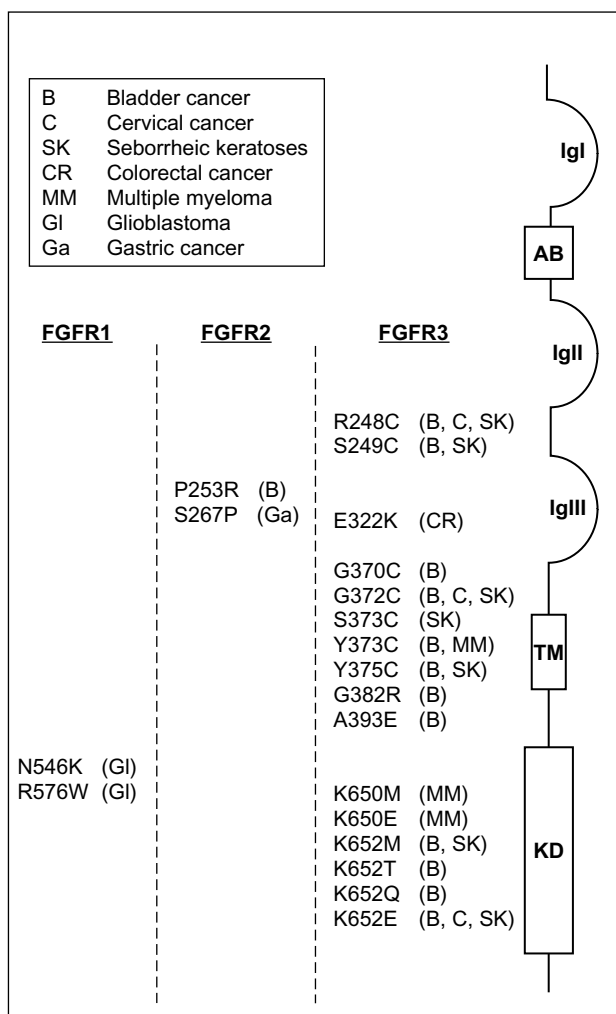 B Bladder cancer
C Cervical cancer
SK Seborrheic keratoses
CR Colorectal cancer
MM Multiple myeloma
GI Glioblastoma
Ga Gastric cancer
IgI
AB
IgII
IgIII
TM
KD
FGFR1
N546K (GI)
R576W (GI)
FGFR2
P253R (B)
S267P (Ga)
FGFR3
R248C (B, C, SK)
S249C (B, SK)
E322K (CR)
G370C (B)
G372C (B, C, SK)
S373C (SK)
Y373C (B, MM)
Y375C (B, SK)
G382R (B)
A393E (B)
K650M (MM)
K650E (MM)
K652M (B, SK)
K652T (B)
K652Q (B)
K652E (B, C, SK)